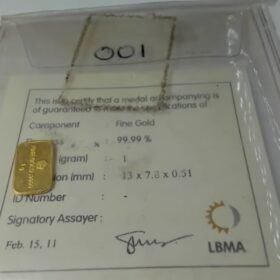 001
This is to certify that a medal accompanying is
of guaranteed to meet the specifications of
Component : Fine Gold
: 99.99 %
(gram) : 1
(mm) : 13 x 7.8 x 0.51
ID Number : -
Signatory Assayer :
Feb. 15, 11
LBMA